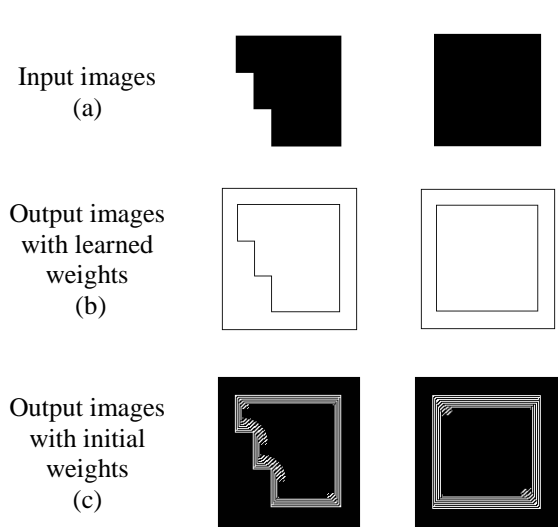 Input images
(a)
Output images
with learned
weights
(b)
Output images
with initial
weights
(c)